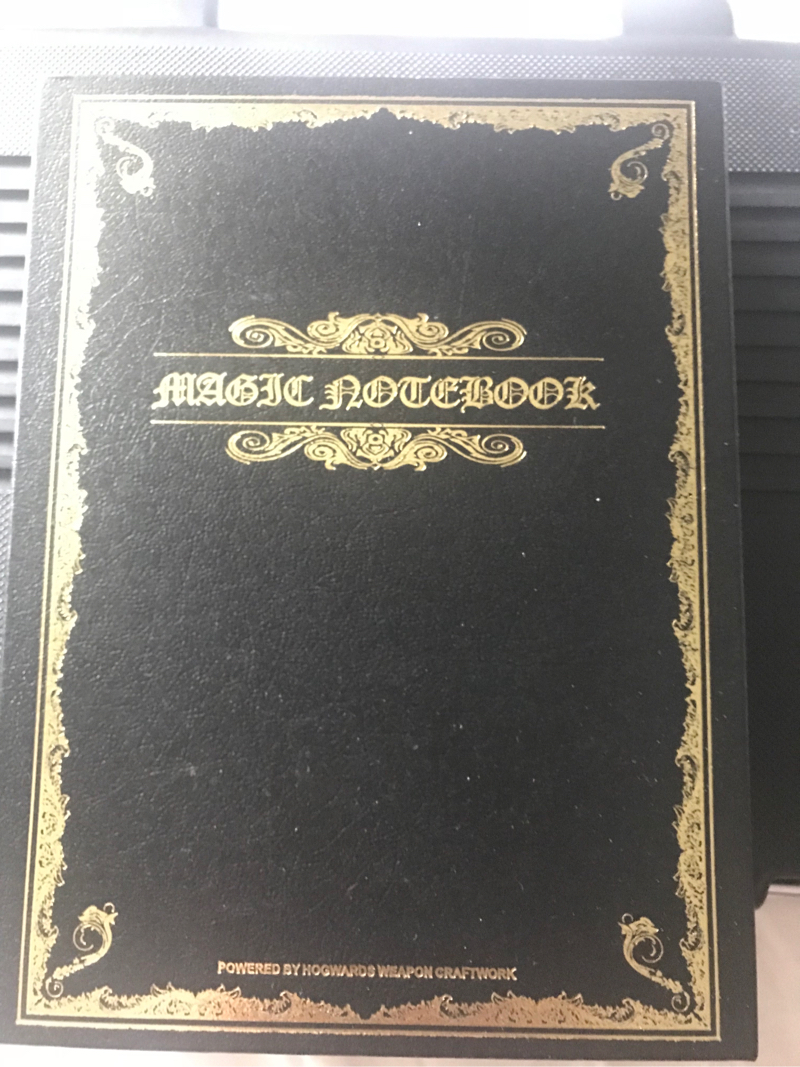 MAGIC NOTEBOOK
POWERED BY HOGWARDS WEAPON CRAFTWORK